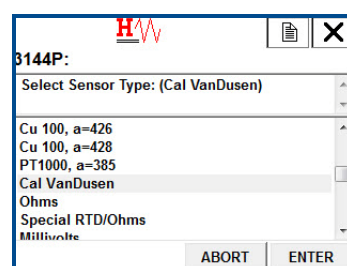 H
3144P:
Select Sensor Type: (Cal VanDusen)
Cu 100, a=426
Cu 100, a=428
PT1000, a=385
Cal VanDusen
Ohms
Special RTD/Ohms
Millivolts
ABORT ENTER